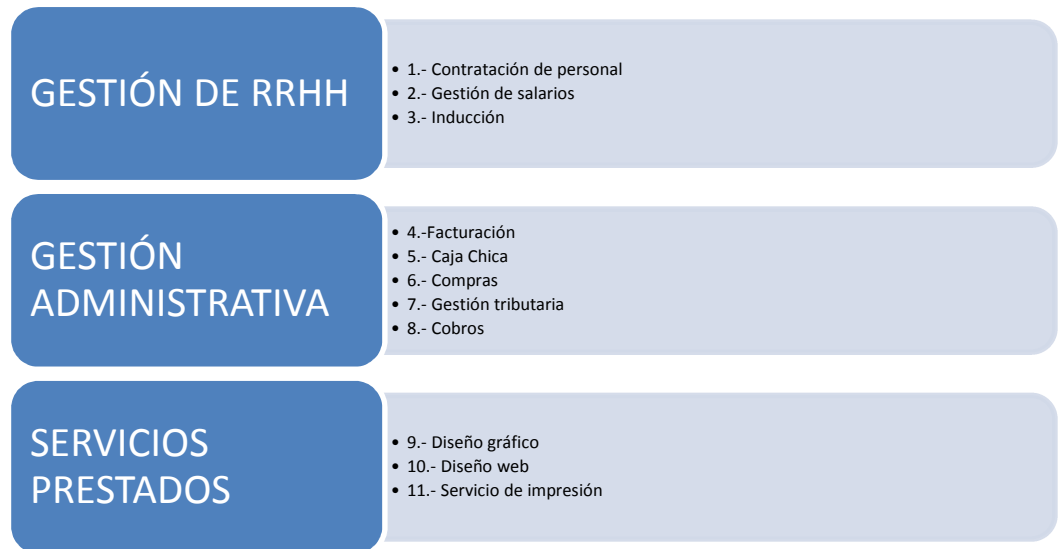 GESTIÓN DE RRHH
• 1.- Contratación de personal
• 2.- Gestión de salarios
• 3.- Inducción
GESTIÓN
ADMINISTRATIVA
• 4.-Facturación
• 5.- Caja Chica
• 6.- Compras
• 7.- Gestión tributaria
• 8.- Cobros
SERVICIOS
PRESTADOS
• 9.- Diseño gráfico
• 10.- Diseño web
• 11.- Servicio de impresión